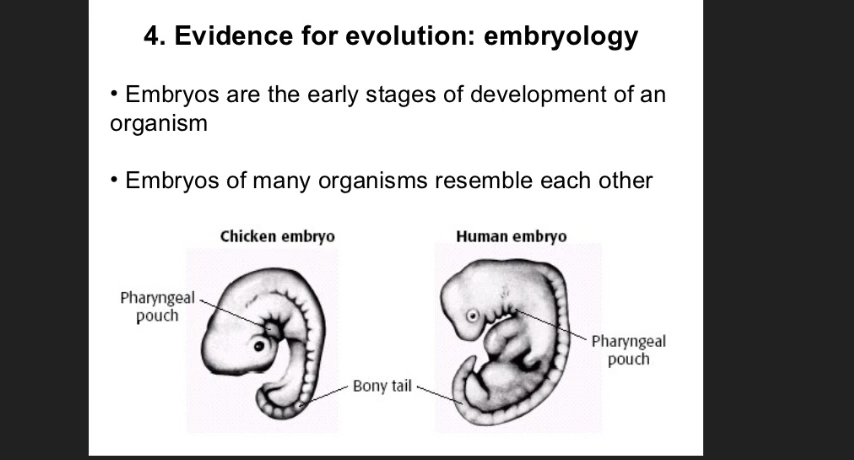 4. Evidence for evolution: embryology
• Embryos are the early stages of development of an
organism
• Embryos of many organisms resemble each other
Chicken embryo
Human embryo
Pharyngeal
pouch
Pharyngeal
pouch
Bony tail